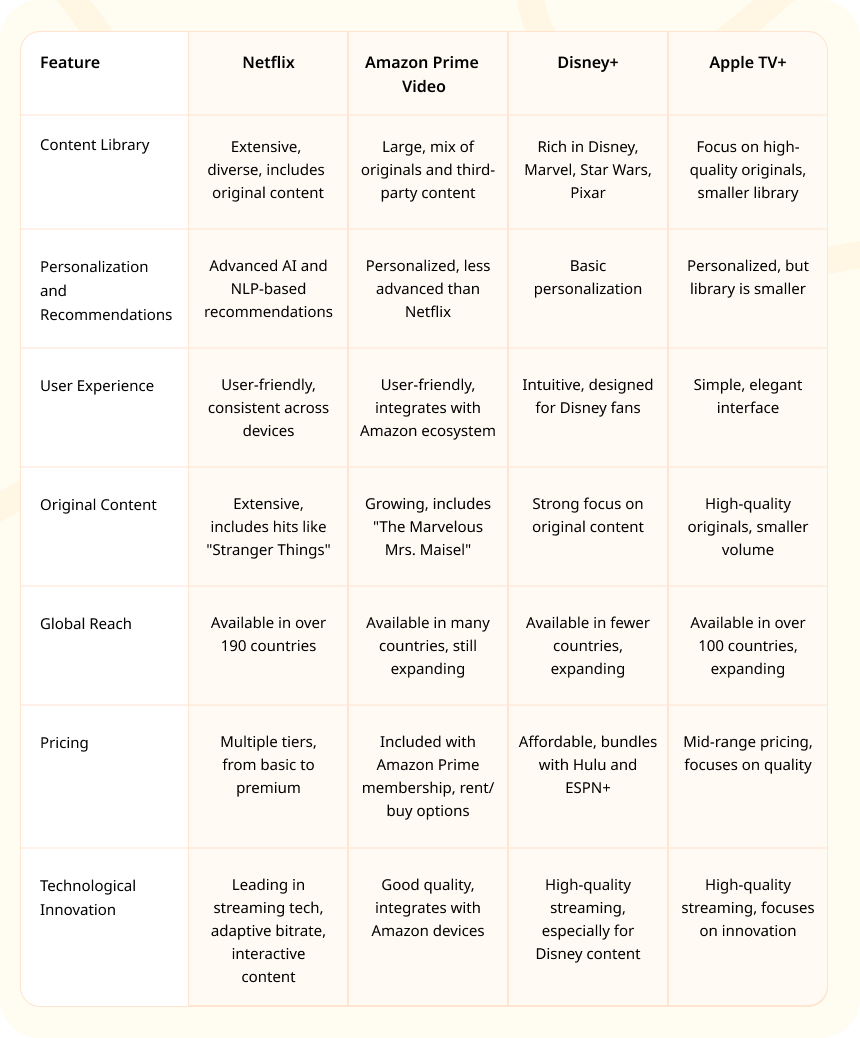 Feature
Netflix
Amazon Prime
Video
Disney+
Apple TV+
Content Library
Extensive,
diverse, includes
original content
Large, mix of
originals and third-
party content
Rich in Disney,
Marvel, Star Wars,
Pixar
Focus on high-
quality originals,
smaller library
Personalization
and
Recommendations
Advanced AI and
NLP-based
recommendations
Personalized, less
advanced than
Netflix
Basic
personalization
Personalized, but
library is smaller
User Experience
User-friendly,
consistent across
devices
User-friendly,
integrates with
Amazon ecosystem
Intuitive, designed
for Disney fans
Simple, elegant
interface
Original Content
Extensive,
includes hits like
"Stranger Things"
Growing, includes
"The Marvelous
Mrs. Maisel"
Strong focus on
original content
High-quality
originals, smaller
volume
Global Reach
Available in over
190 countries
Available in many
countries, still
expanding
Available in fewer
countries,
expanding
Available in over
100 countries,
expanding
Pricing
Multiple tiers,
from basic to
premium
Included with
Amazon Prime
membership, rent/
buy options
Affordable, bundles
with Hulu and
ESPN+
Mid-range pricing,
focuses on quality
Technological
Innovation
Leading in
streaming tech,
adaptive bitrate,
interactive
content
Good quality,
integrates with
Amazon devices
High-quality
streaming,
especially for
Disney content
High-quality
streaming, focuses
on innovation